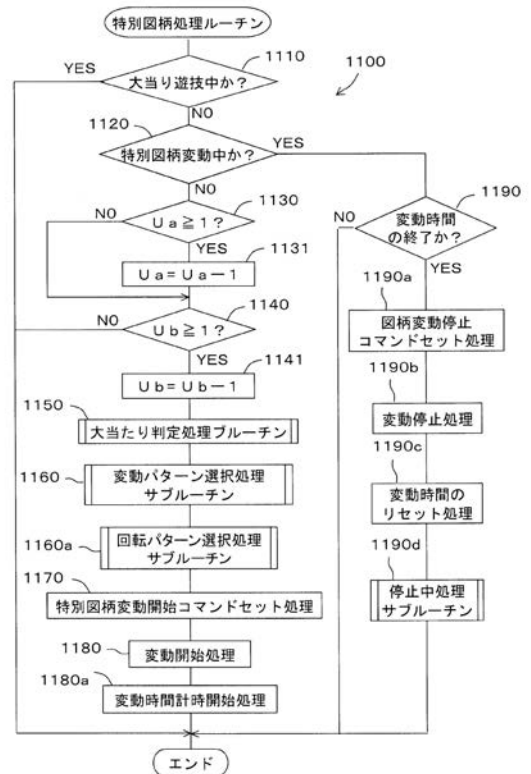 特別図柄処理ルーチン
1110
YES
大当り遊技中か?
1100
NO
1120
YES
特別図柄変動中か?
NO
1130
NO
Ua≧1?
YES
1131
Ua=Ua−1
1140
NO
Ub≧1?
YES
1141
Ub=Ub−1
1150
大当たり判定処理ブルーチン
1160
変動パターン選択処理
サブルーチン
1160a
回転パターン選択処理
サブルーチン
1170
特別図柄変動開始コマンドセット処理
1180
変動開始処理
1180a
変動時間計時開始処理
1190
NO
変動時間
の終了か?
YES
1190a
図柄変動停止
コマンドセット処理
1190b
変動停止処理
1190c
変動時間の
リセット処理
1190d
停止中処理
サブルーチン
エンド